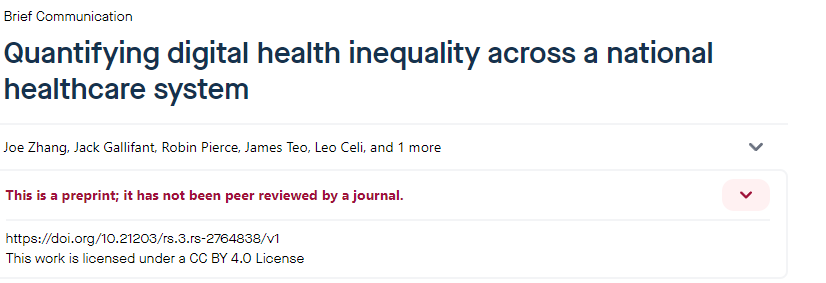 Brief Communication
Quantifying digital health inequality across a national
healthcare system
Joe Zhang, Jack Gallifant, Robin Pierce, James Teo, Leo Celi, and 1 more
This is a preprint; it has not been peer reviewed by a journal.
https://doi.org/10.21203/rs.3.rs-2764838/v1
This work is licensed under a CC BY 4.0 License